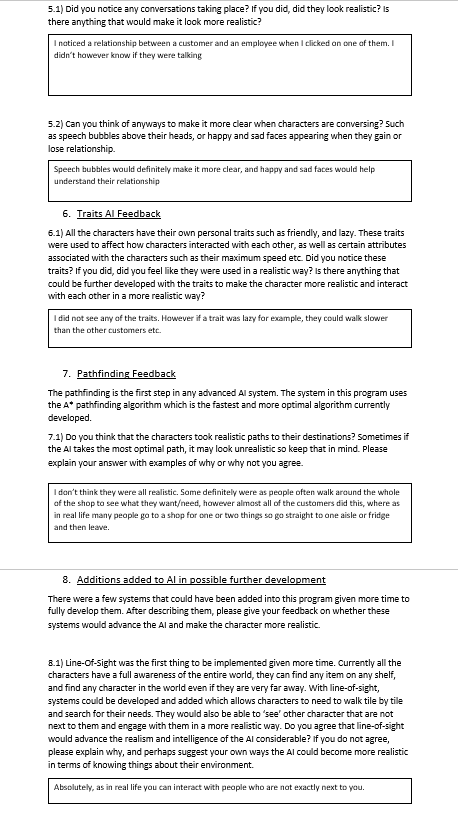 5.1) Did you notice any conversations taking place? If you did, did they look realistic? Is
there anything that would make it look more realistic?
I noticed a relationship between a customer and an employee when I clicked on one of them. I
didn't however know if they were talking
5.2) Can you think of anyways to make it more clear when characters are conversing? Such
as speech bubbles above their heads, or happy and sad faces appearing when they gain or
lose relationship.
Speech bubbles would definitely make it more clear, and happy and sad faces would help
understand their relationship
6. Traits AI Feedback
6.1) All the characters have their own personal traits such as friendly, and lazy. These traits
were used to affect how characters interacted with each other, as well as certain attributes
associated with the characters such as their maximum speed etc. Did you notice these
traits? If you did, did you feel like they were used in a realistic way? Is there anything that
could be further developed with the traits to make the character more realistic and interact
with each other in a more realistic way?
I did not see any of the traits. However if a trait was lazy for example, they could walk slower
than the other customers etc.
7. Pathfinding Feedback
The pathfinding is the first step in any advanced AI system. The system in this program uses
the A* pathfinding algorithm which is the fastest and more optimal algorithm currently
developed.
7.1) Do you think that the characters took realistic paths to their destinations? Sometimes if
the AI takes the most optimal path, it may look unrealistic so keep that in mind. Please
explain your answer with examples of why or why not you agree.
I don't think they were all realistic. Some definitely were as people often walk around the whole
of the shop to see what they want/need, however almost all of the customers did this, where as
in real life many people go to a shop for one or two things so go straight to one aisle or fridge
and then leave.
8. Additions added to AI in possible further development
There were a few systems that could have been added into this program given more time to
fully develop them. After describing them, please give your feedback on whether these
systems would advance the AI and make the character more realistic.
8.1) Line-Of-Sight was the first thing to be implemented given more time. Currently all the
characters have a full awareness of the entire world, they can find any item on any shelf,
and find any character in the world even if they are very far away. With line-of-sight,
systems could be developed and added which allows characters to need to walk tile by tile
and search for their needs. They would also be able to 'see' other character that are not
next to them and engage with them in a more realistic way. Do you agree that line-of-sight
would advance the realism and intelligence of the AI considerable? If you do not agree,
please explain why, and perhaps suggest your own ways the AI could become more realistic
in terms of knowing things about their environment.
Absolutely, as in real life you can interact with people who are not exactly next to you.